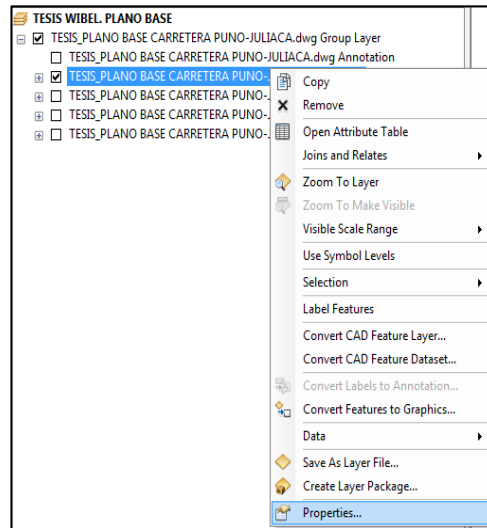 TESIS WIBEL. PLANO BASE
TESIS_PLANO BASE CARRETERA PUNO-JULIACA.dwg Group Layer
TESIS_PLANO BASE CARRETERA PUNO-JULIACA.dwg Annotation
TESIS_PLANO BASE CARRETERA PUNO-
TESIS_PLANO BASE CARRETERA PUNO-
TESIS_PLANO BASE CARRETERA PUNO-
TESIS_PLANO BASE CARRETERA PUNO-
Copy
Remove
Open Attribute Table
Joins and Relates
Zoom To Layer
Zoom To Make Visible
Visible Scale Range
Use Symbol Levels
Selection
Label Features
Convert CAD Feature Layer...
Convert CAD Feature Dataset...
Convert Labels to Annotation...
Convert Features to Graphics...
Data
Save As Layer File...
Create Layer Package...
Properties...